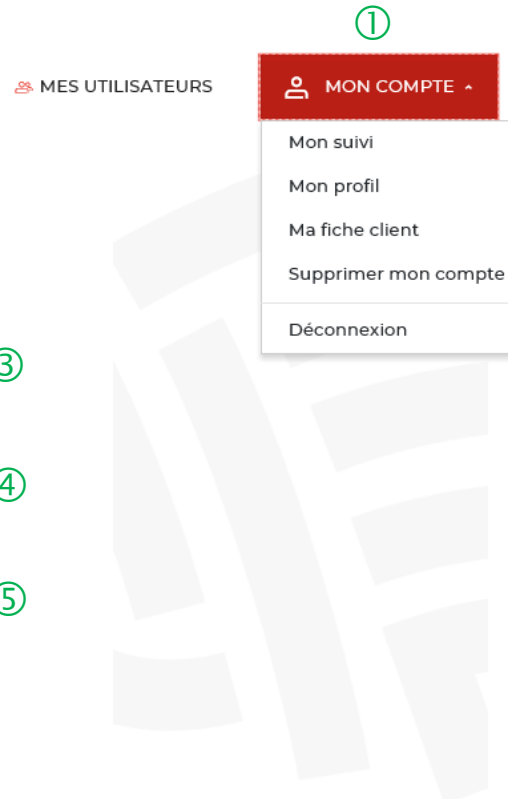 ①
MES UTILISATEURS
MON COMPTE
Mon suivi
Mon profil
Ma fiche client
Supprimer mon compte
Déconnexion
③
④
⑤